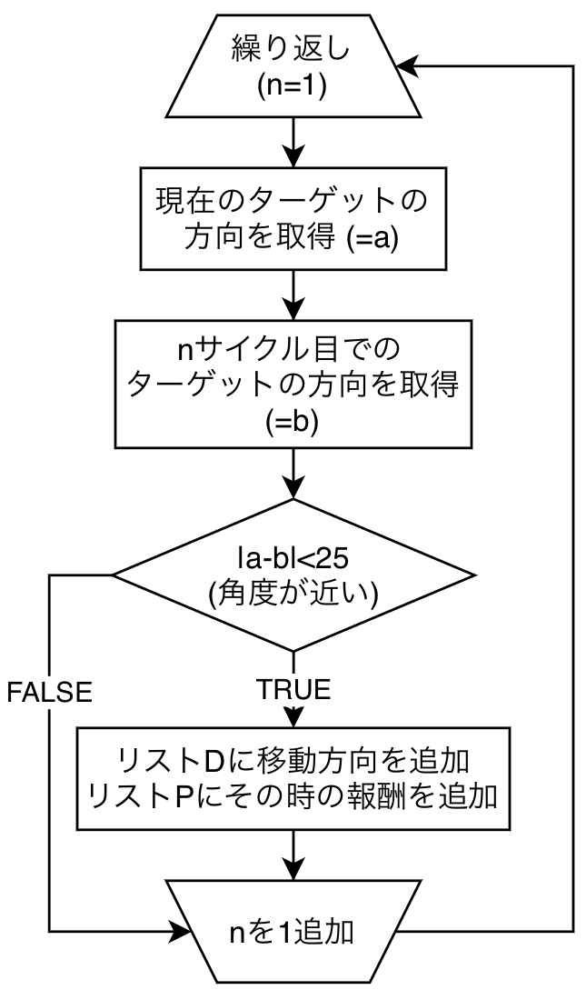 繰り返し
(n=1)
現在のターゲットの
方向を取得 (=a)
nサイクル目での
ターゲットの方向を取得
(=b)
|a-b|<25
(角度が近い)
FALSE
TRUE
リストDに移動方向を追加
リストPにその時の報酬を追加
nを1追加